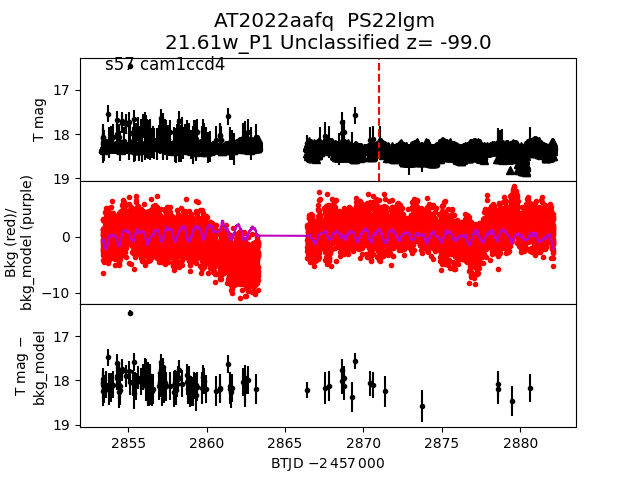 AT2022aafq PS22lgm
21.61w_P1 Unclassified z= -99.0
s57 cam1ccd4
T mag
17
18
19
Bkg (red)/
bkg_model (purple)
0
−10
T mag −
bkg_model
17
18
19
2855 2860 2865 2870 2875 2880
BTJD −2 457 000